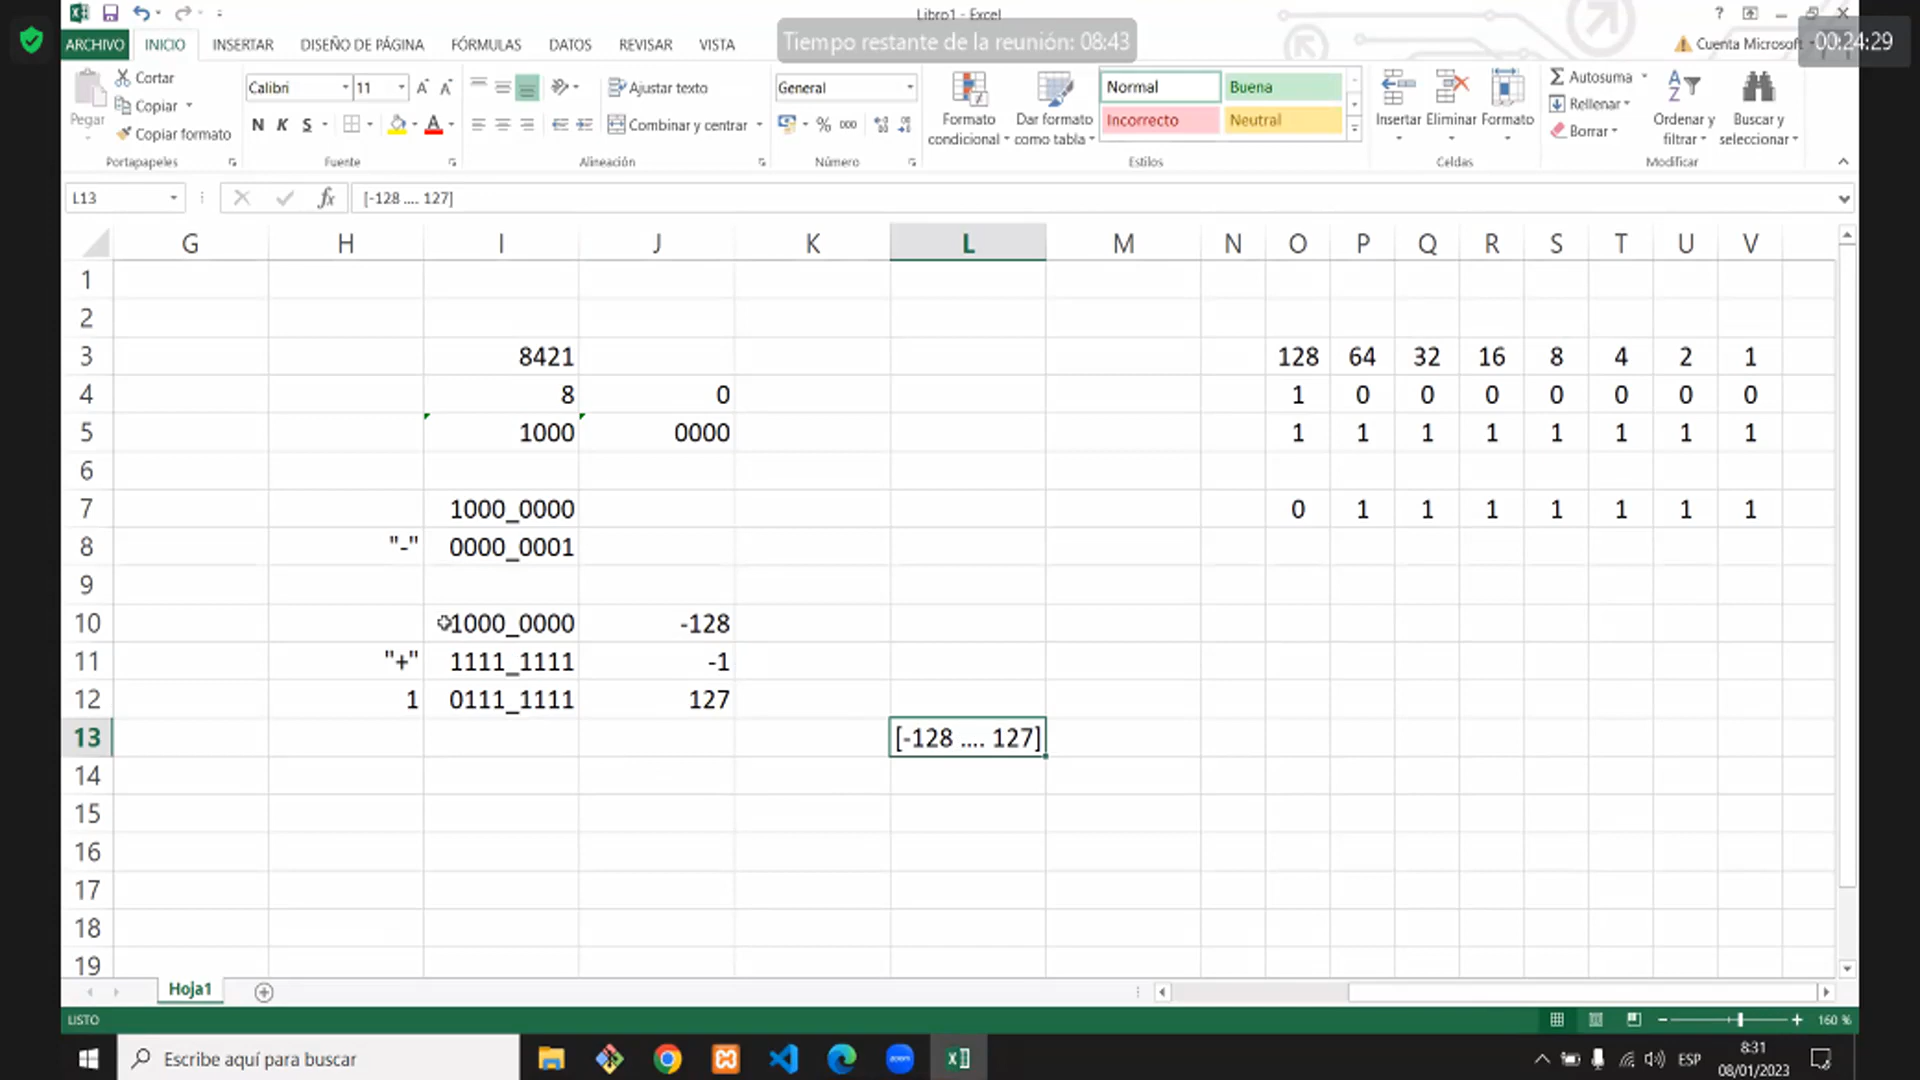 Libro1 - Excel
Tiempo restante de la reunión: 08:43
00:24:29
ARCHIVO INICIO INSERTAR DISEÑO DE PÁGINA FÓRMULAS DATOS REVISAR VISTA Cuenta Microsoft
Pegar
Cortar
Copiar
Copiar formato
Portapapeles
Calibri 11
N K S
Fuente
Ajustar texto
Combinar y centrar
Alineación
General
% 000
Número
Formato condicional
Dar formato como tabla
Normal Buena
Incorrecto Neutral
Estilos
Insertar Eliminar Formato
Celdas
Autosuma
Rellenar
Borrar
Ordenar y filtrar
Buscar y seleccionar
Modificar
L13 fx [-128 .... 127]
G H I J K L M N O P Q R S T U V
1
2
3 8421 128 64 32 16 8 4 2 1
4 8 0 1 0 0 0 0 0 0 0
5 1000 0000 1 1 1 1 1 1 1 1
6
7 1000_0000 0 1 1 1 1 1 1 1
8 "-" 0000_0001
9
10 1000_0000 -128
11 "+" 1111_1111 -1
12 1 0111_1111 127
13 [-128 .... 127]
14
15
16
17
18
19
Hoja1
LISTO 160 %
Escribe aquí para buscar
zoom
ESP
8:31
08/01/2023